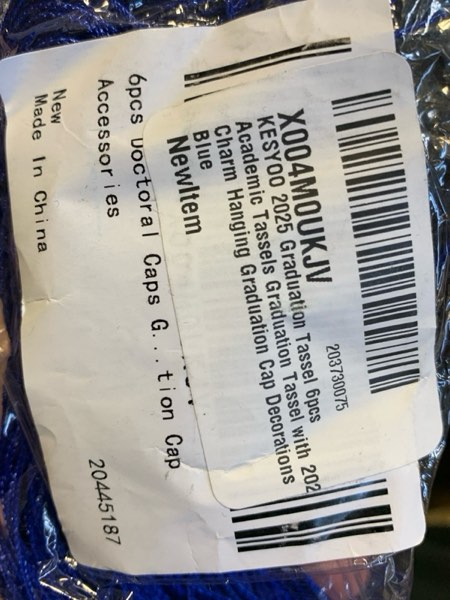 X004MOUKJV
KESYOO 2025 Graduation Tassel 6pcs
Academic Tassels Graduation Tassel with 202
Charm Hanging Graduation Cap Decorations
Blue
NewItem
203730075
6pcs Doctoral Caps G...tion Cap
Accessories
New
Made In China
20445187